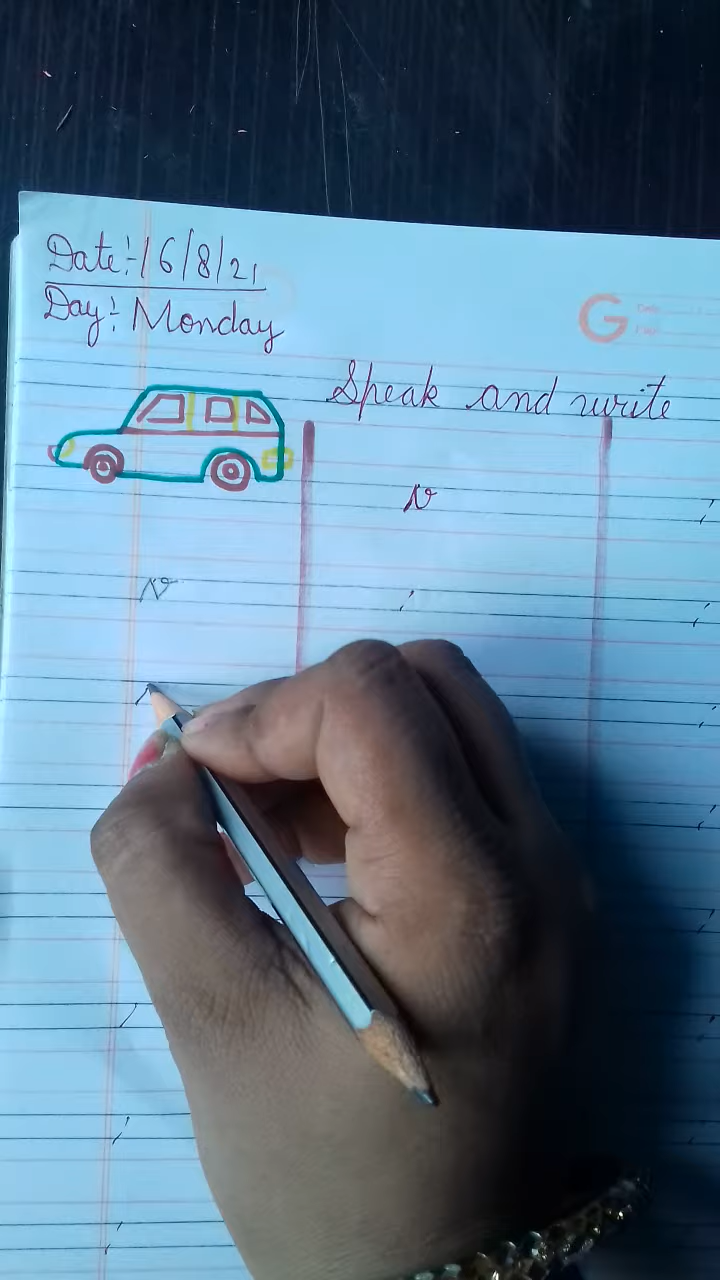 Date:-16/8/21
Day:- Monday
G
Speak and write
v
v